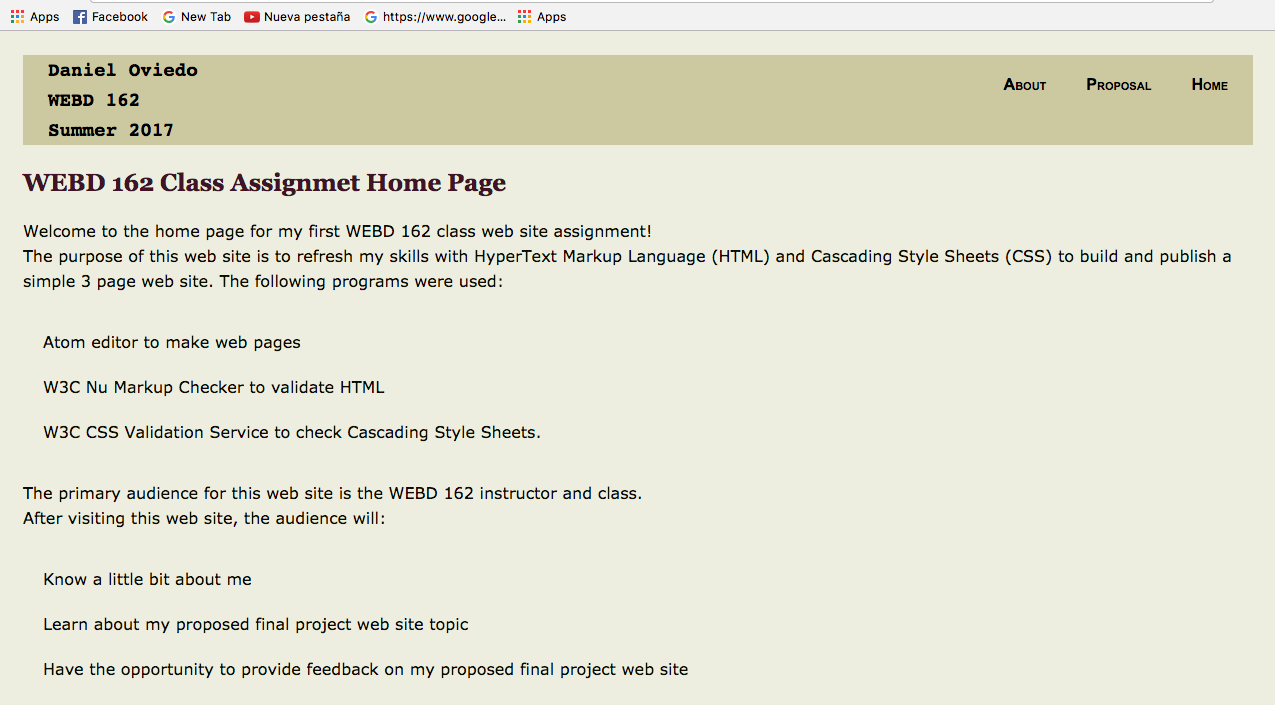 Apps Facebook New Tab Nueva pestaña https://www.google... Apps
Daniel Oviedo
WEBD 162
Summer 2017
About Proposal Home
WEBD 162 Class Assignmet Home Page
Welcome to the home page for my first WEBD 162 class web site assignment!
The purpose of this web site is to refresh my skills with HyperText Markup Language (HTML) and Cascading Style Sheets (CSS) to build and publish a
simple 3 page web site. The following programs were used:
Atom editor to make web pages
W3C Nu Markup Checker to validate HTML
W3C CSS Validation Service to check Cascading Style Sheets.
The primary audience for this web site is the WEBD 162 instructor and class.
After visiting this web site, the audience will:
Know a little bit about me
Learn about my proposed final project web site topic
Have the opportunity to provide feedback on my proposed final project web site